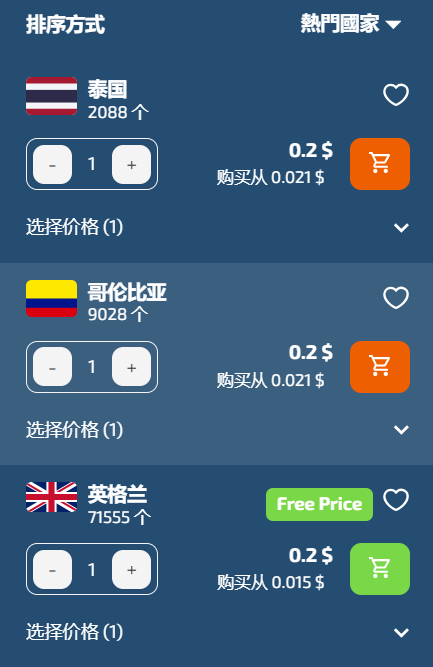 排序方式
熱門國家
泰国
2088 个
- 1 +
0.2 $
购买从 0.021 $
选择价格 (1)
哥伦比亚
9028 个
- 1 +
0.2 $
购买从 0.021 $
选择价格 (1)
英格兰
71555 个
Free Price
- 1 +
0.2 $
购买从 0.015 $
选择价格 (1)